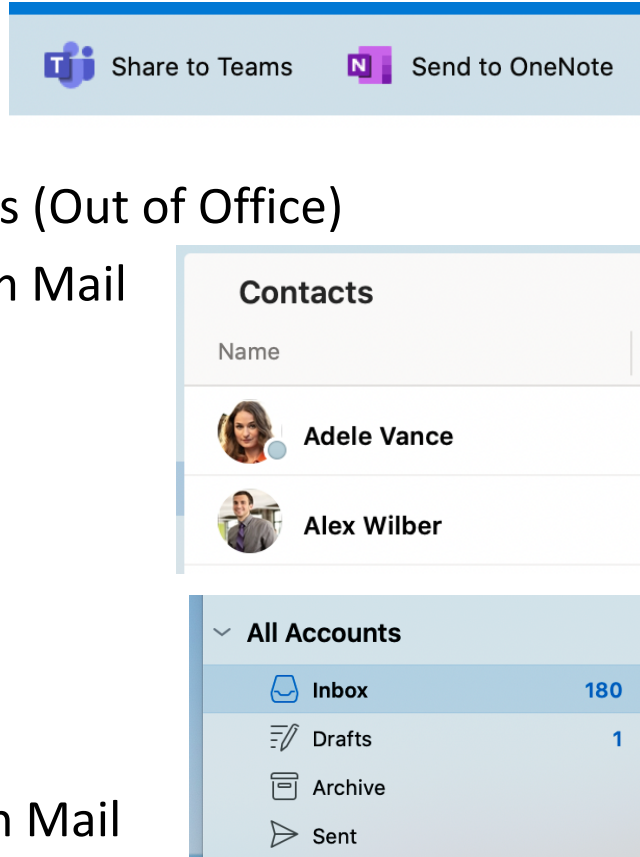 Share to Teams
Send to OneNote
s (Out of Office)
Mail
Contacts
Name
Adele Vance
Alex Wilber
All Accounts
Inbox 180
Drafts 1
Archive
Sent
Mail